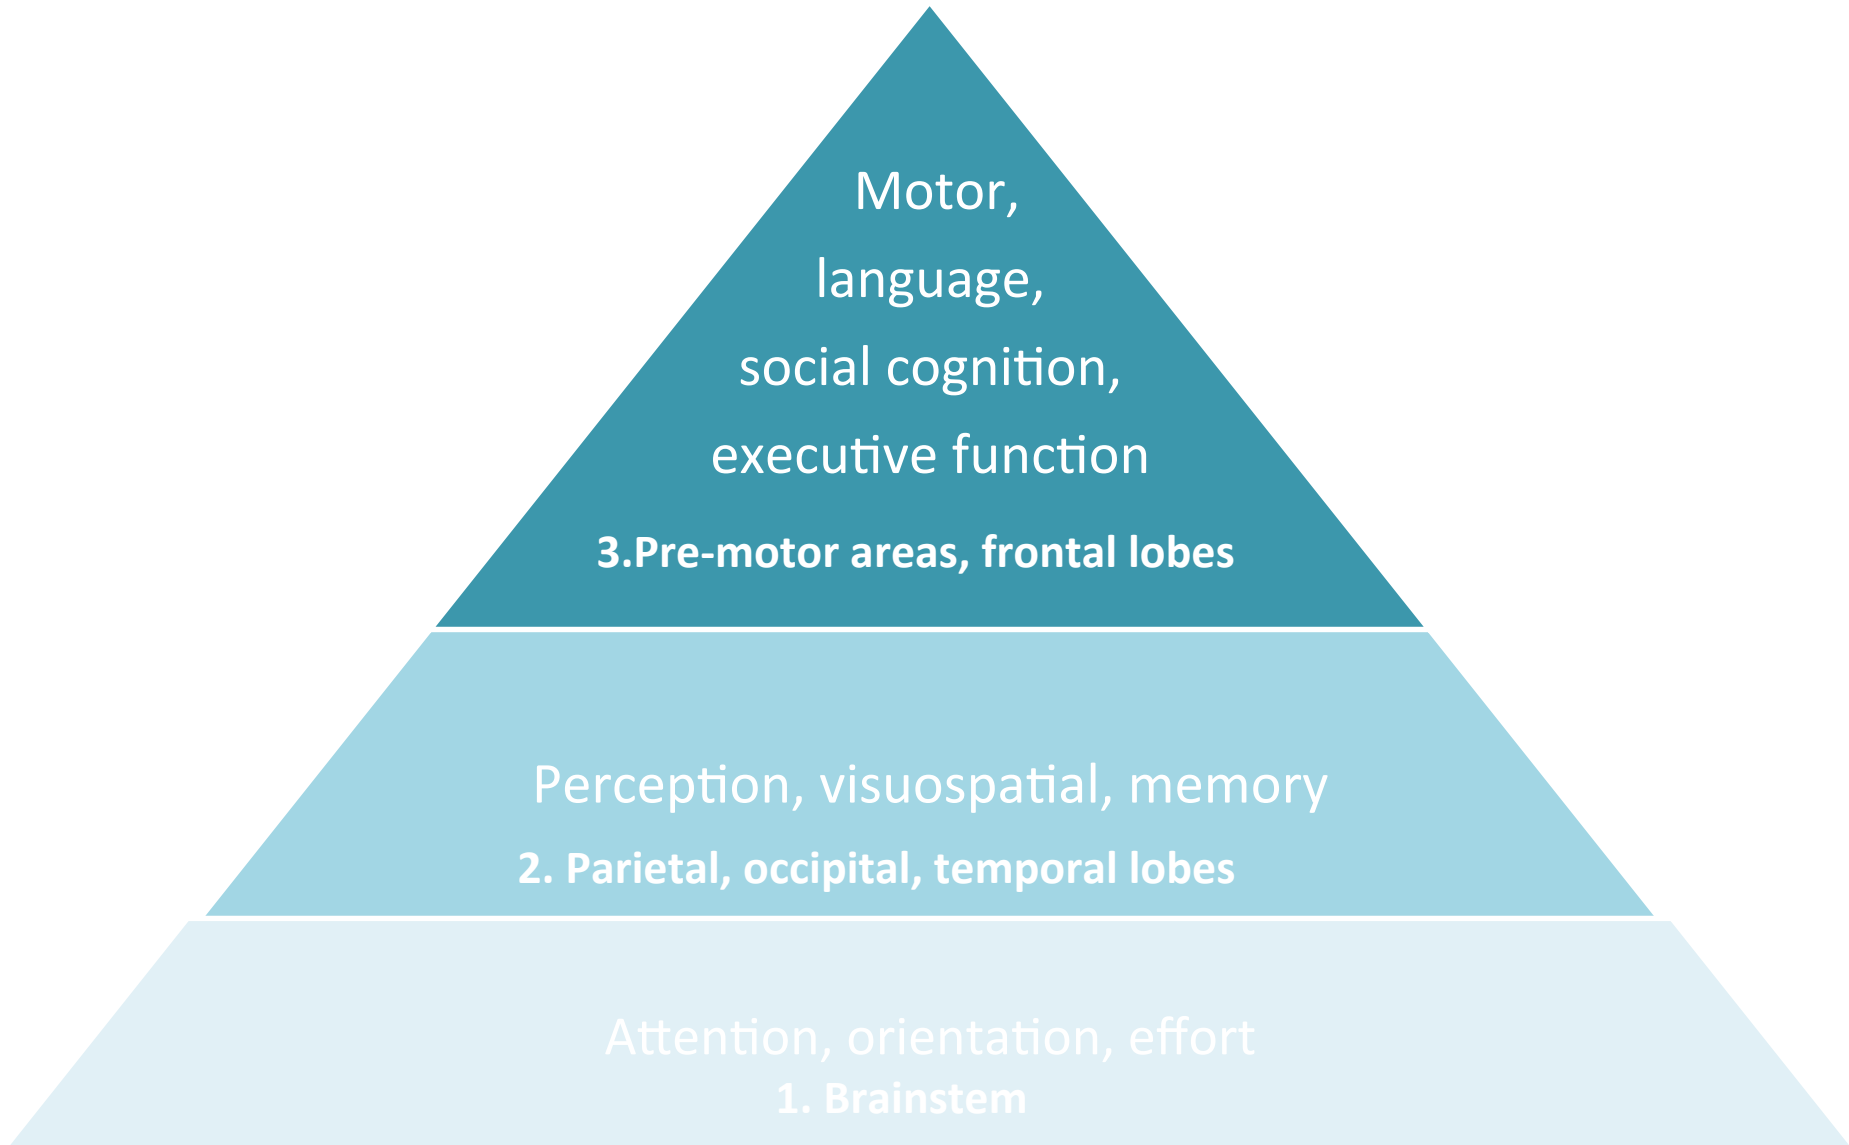 Motor,
language,
social cognition,
executive function
3.Pre-motor areas, frontal lobes
Perception, visuospatial, memory
2. Parietal, occipital, temporal lobes
Attention, orientation, effort
1. Brainstem